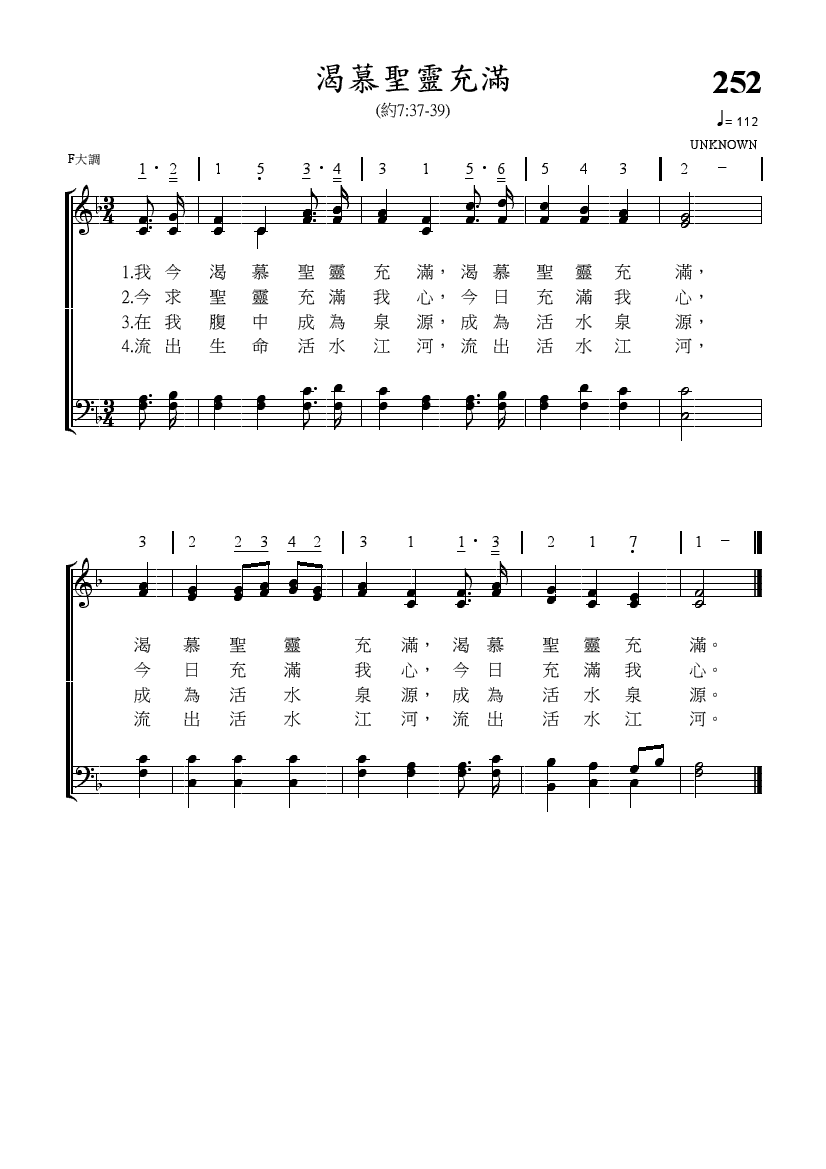 渴慕聖靈充滿
252
(約7:37-39)
♩= 112
UNKNOWN
F大調
1· 2 | 1 5 3· 4 | 3 1 5· 6 | 5 4 3 | 2 – |
3
4
1.我今渴慕聖靈充滿，渴慕聖靈充滿，
2.今求聖靈充滿我心，今日充滿我心，
3.在我腹中成為泉源，成為活水泉源，
4.流出生命活水江河，流出活水江河，
3
4
3 | 2 2 3 4 2 | 3 1 1· 3 | 2 1 7 | 1 –
渴慕聖靈充滿，渴慕聖靈充滿。
今日充滿我心，今日充滿我心。
成為活水泉源，成為活水泉源。
流出活水江河，流出活水江河。